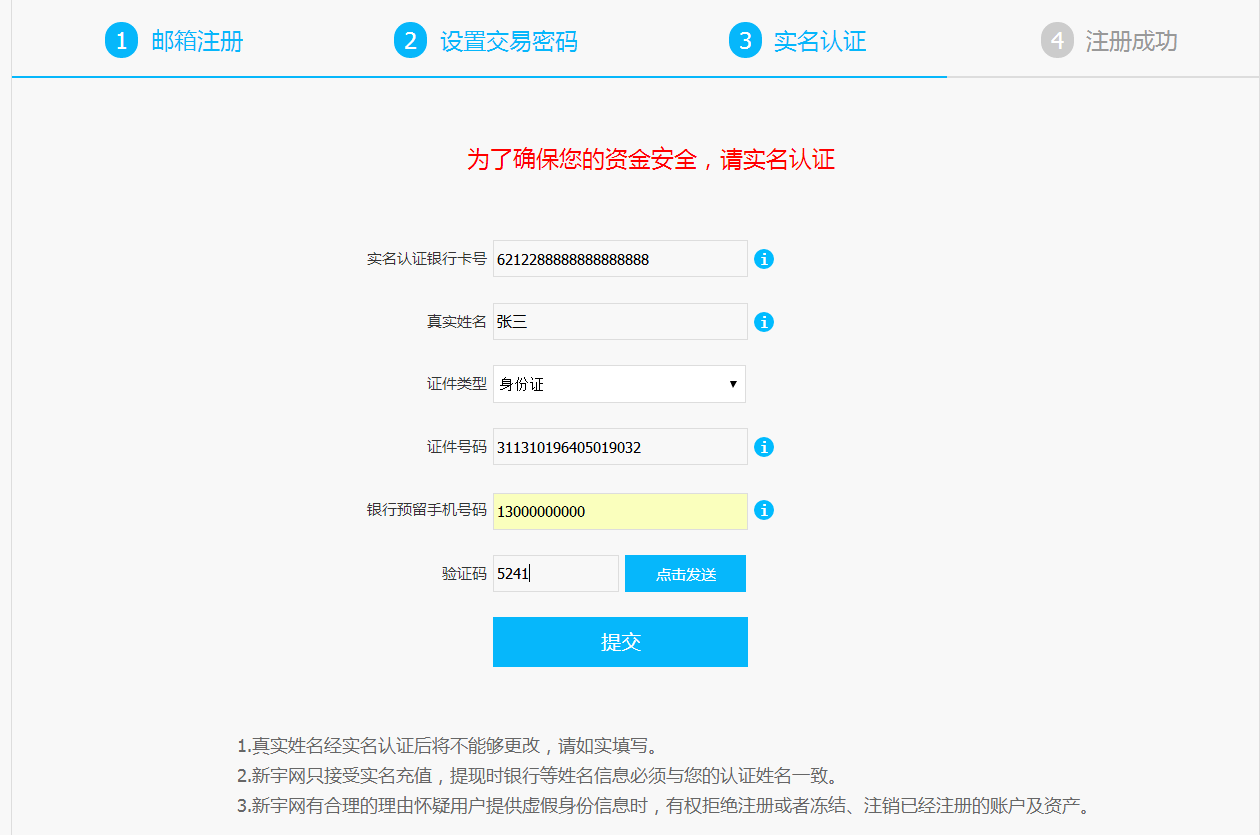 1 邮箱注册 2 设置交易密码 3 实名认证 4 注册成功
为了确保您的资金安全，请实名认证
实名认证银行卡号 6212288888888888888
真实姓名 张三
证件类型 身份证
证件号码 311310196405019032
银行预留手机号码 13000000000
验证码 5241 点击发送
提交
1.真实姓名经实名认证后将不能够更改，请如实填写。
2.新宇网只接受实名充值，提现时银行等姓名信息必须与您的认证姓名一致。
3.新宇网有合理的理由怀疑用户提供虚假身份信息时，有权拒绝注册或者冻结、注销已经注册的账户及资产。